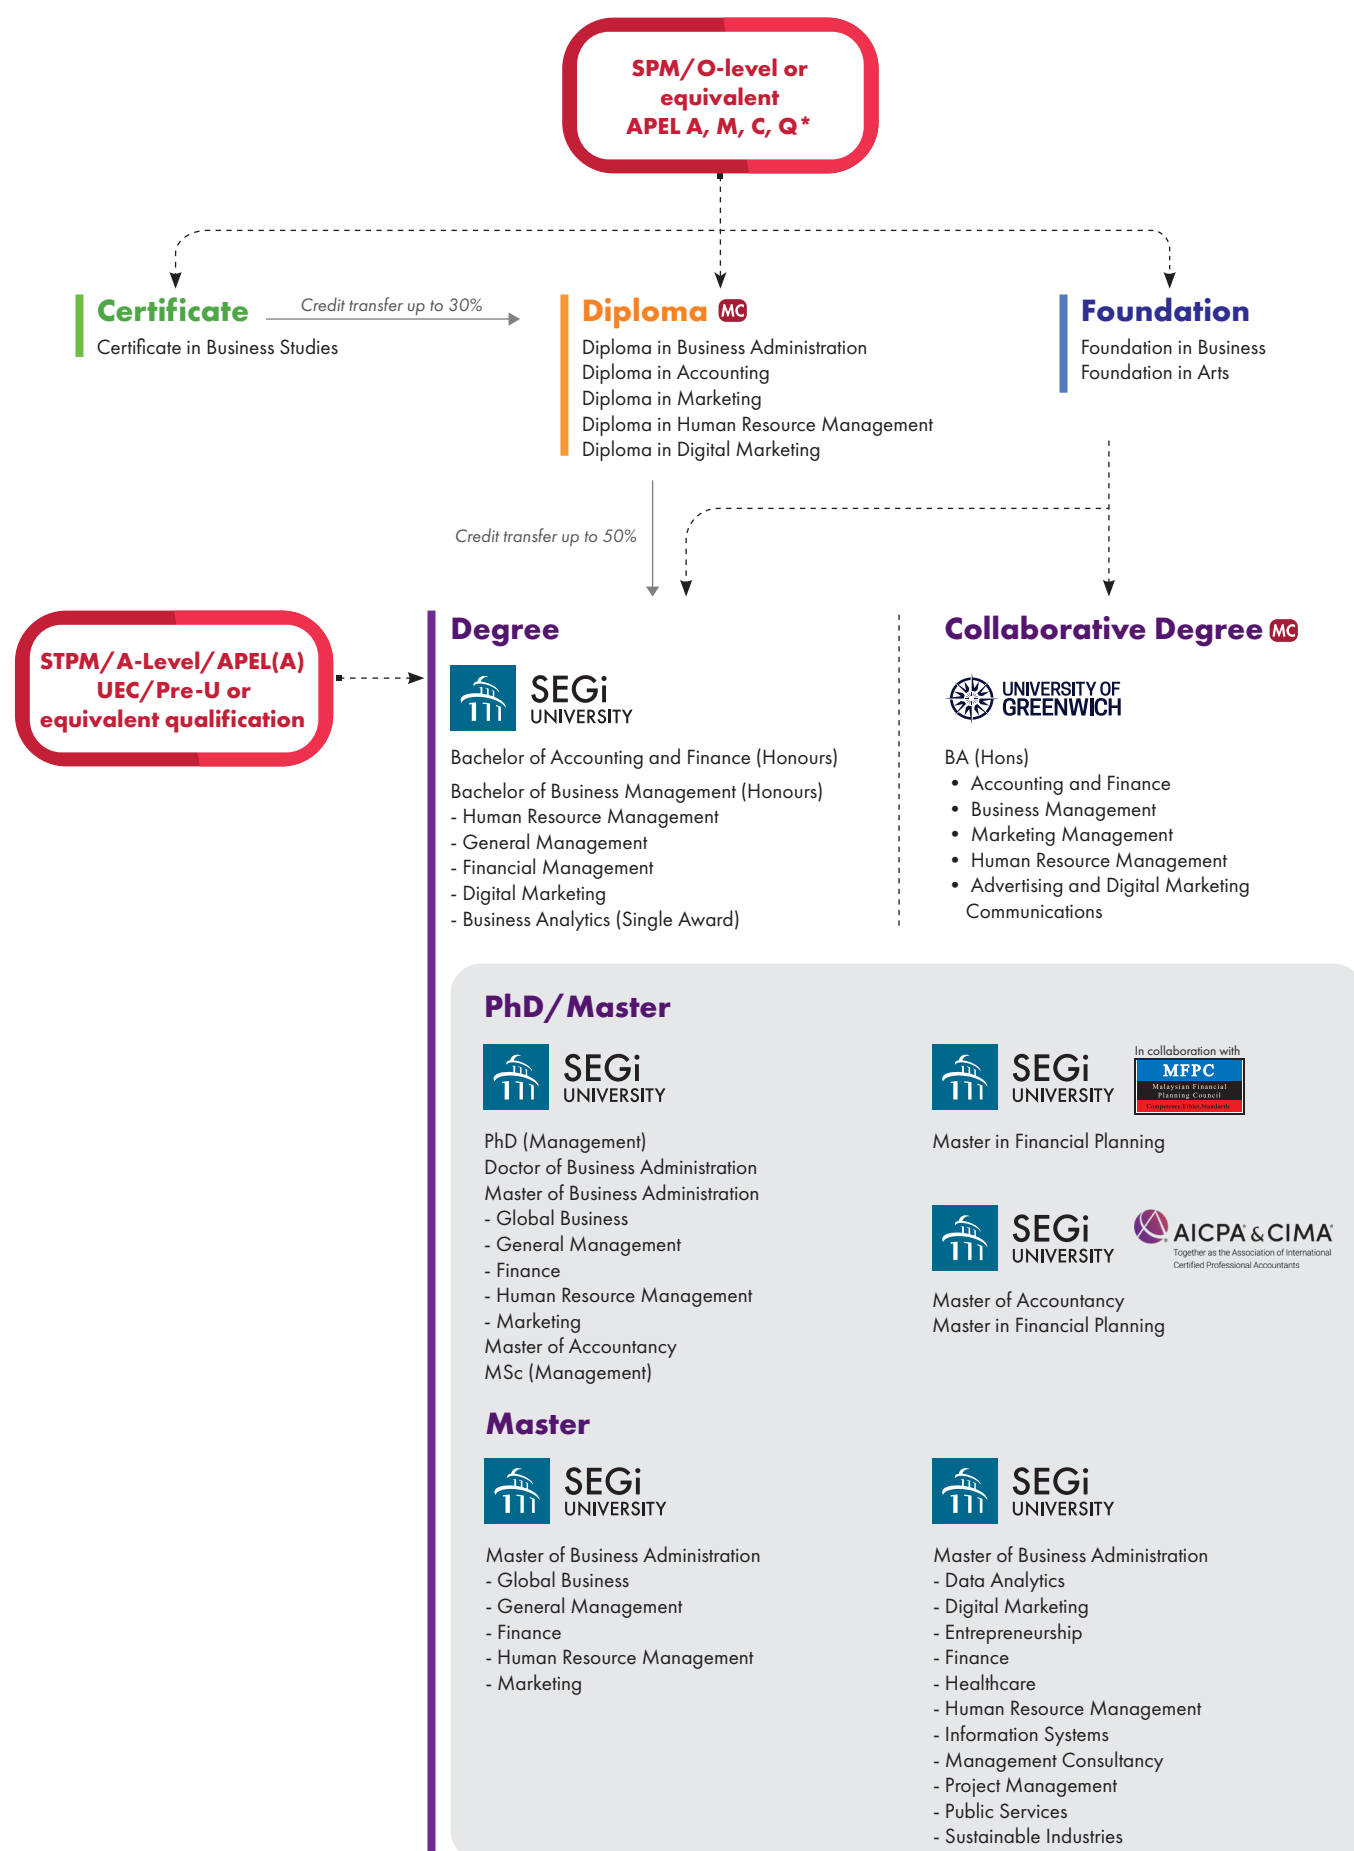 SPM/O-level or
equivalent
APEL A, M, C, Q*
Certificate
Certificate in Business Studies
Credit transfer up to 30%
Diploma MC
Diploma in Business Administration
Diploma in Accounting
Diploma in Marketing
Diploma in Human Resource Management
Diploma in Digital Marketing
Foundation
Foundation in Business
Foundation in Arts
Credit transfer up to 50%
STPM/A-Level/APEL(A)
UEC/Pre-U or
equivalent qualification
Degree
SEGi
UNIVERSITY
Bachelor of Accounting and Finance (Honours)
Bachelor of Business Management (Honours)
- Human Resource Management
- General Management
- Financial Management
- Digital Marketing
- Business Analytics (Single Award)
Collaborative Degree MC
UNIVERSITY OF
GREENWICH
BA (Hons)
• Accounting and Finance
• Business Management
• Marketing Management
• Human Resource Management
• Advertising and Digital Marketing
Communications
PhD/Master
SEGi
UNIVERSITY
PhD (Management)
Doctor of Business Administration
Master of Business Administration
- Global Business
- General Management
- Finance
- Human Resource Management
- Marketing
Master of Accountancy
MSc (Management)
SEGi
UNIVERSITY
In collaboration with
MFPC
Malaysian Financial
Planning Council
Competence.Ethics.Standards
Master in Financial Planning
SEGi
UNIVERSITY
AICPA & CIMA
Together as the Association of International
Certified Professional Accountants
Master of Accountancy
Master in Financial Planning
Master
SEGi
UNIVERSITY
Master of Business Administration
- Global Business
- General Management
- Finance
- Human Resource Management
- Marketing
SEGi
UNIVERSITY
Master of Business Administration
- Data Analytics
- Digital Marketing
- Entrepreneurship
- Finance
- Healthcare
- Human Resource Management
- Information Systems
- Management Consultancy
- Project Management
- Public Services
- Sustainable Industries